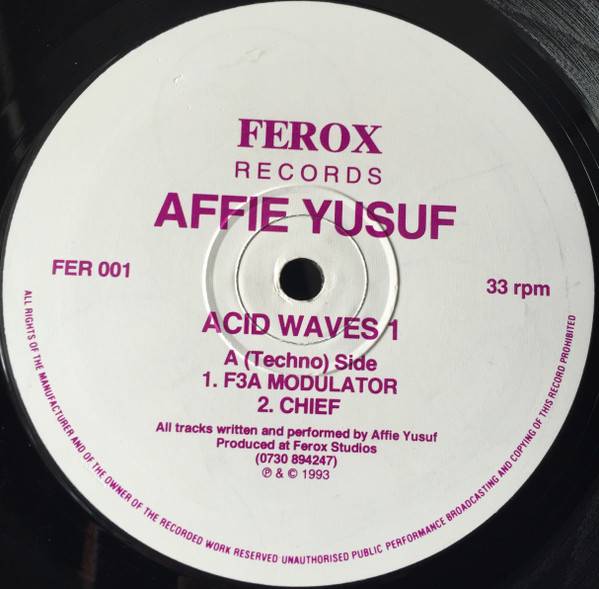 FEROX
RECORDS
AFFIE YUSUF
FER 001
33 rpm
ACID WAVES 1
A (Techno) Side
1. F3A MODULATOR
2. CHIEF
All tracks written and performed by Affie Yusuf
Produced at Ferox Studios
(0730 894247)
℗ & © 1993
ALL RIGHTS OF THE MANUFACTURER AND OF THE OWNER OF THE RECORDED WORK RESERVED UNAUTHORISED PUBLIC PERFORMANCE BROADCASTING AND COPYING OF THIS RECORD PROHIBITED